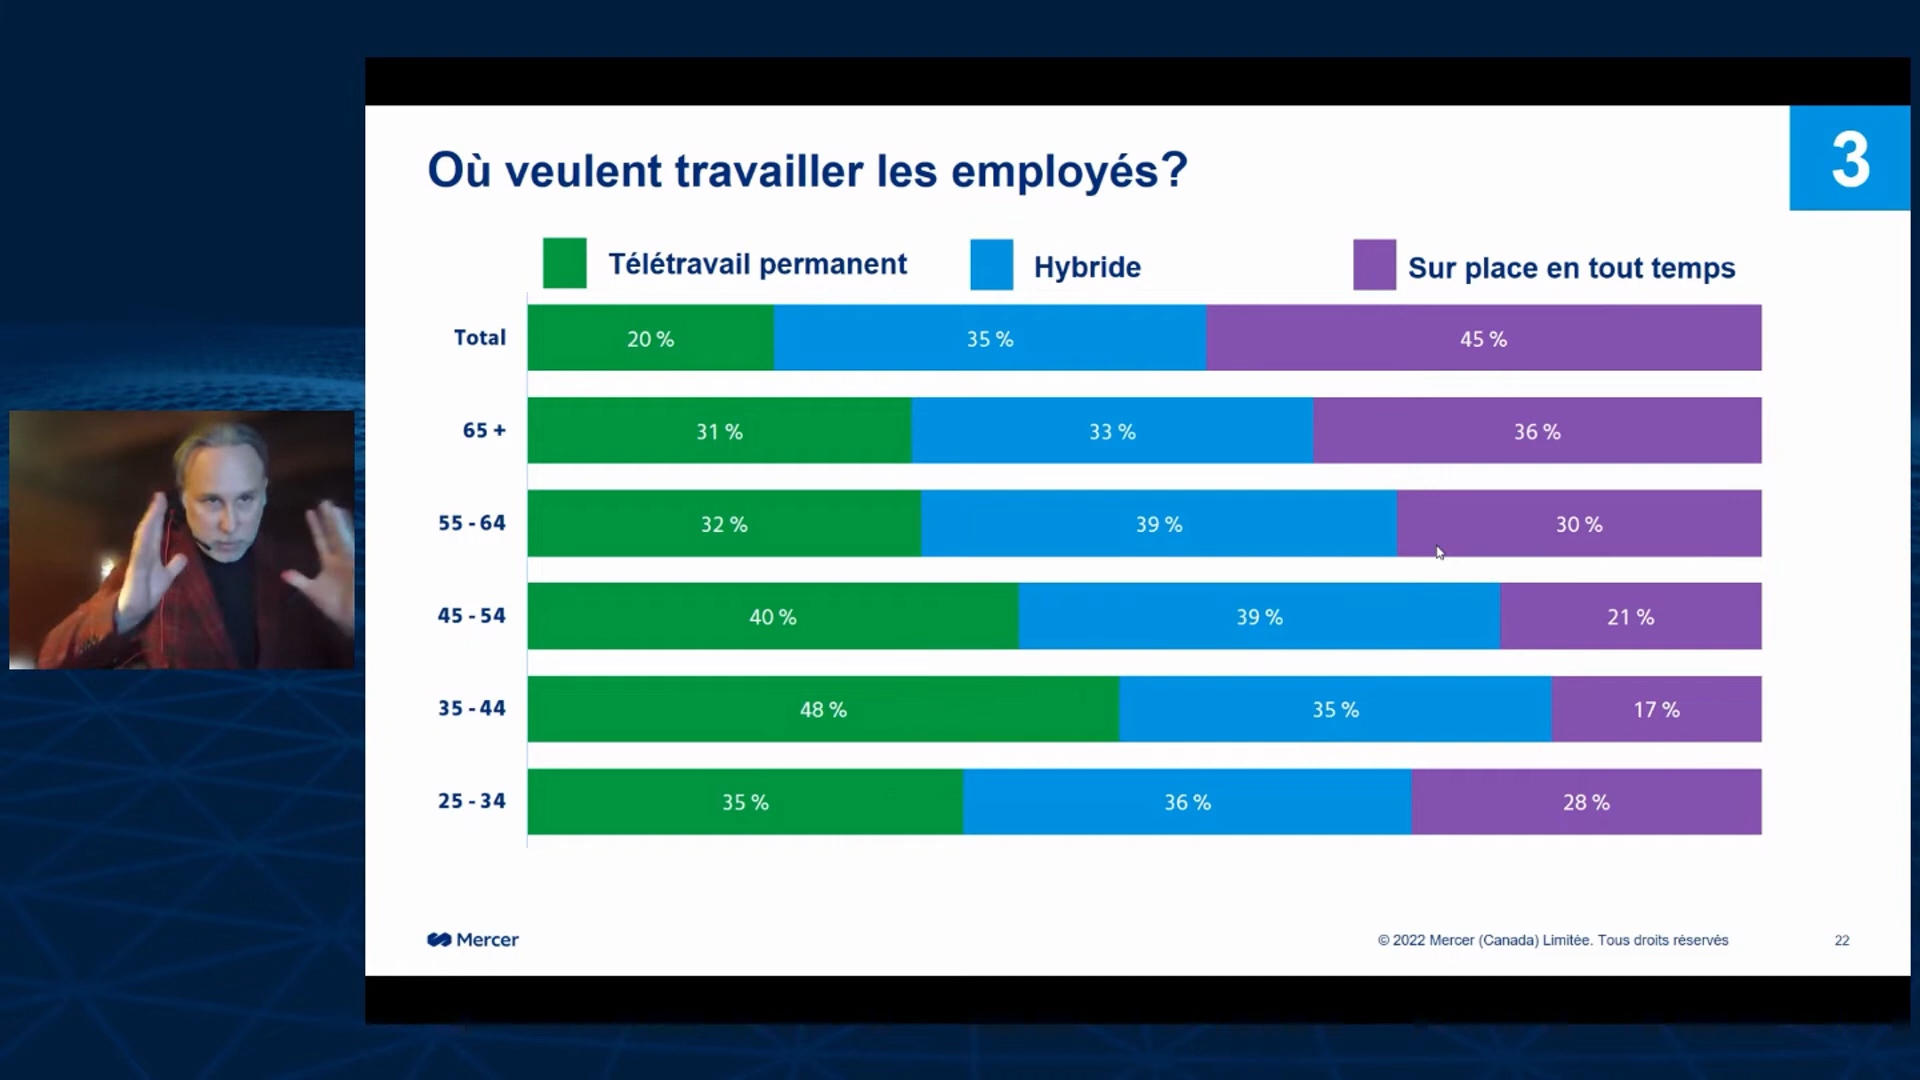 Où veulent travailler les employés?
3
Télétravail permanent
Hybride
Sur place en tout temps
Total 20 % 35 % 45 %
65 + 31 % 33 % 36 %
55 - 64 32 % 39 % 30 %
45 - 54 40 % 39 % 21 %
35 - 44 48 % 35 % 17 %
25 - 34 35 % 36 % 28 %
Mercer
© 2022 Mercer (Canada) Limitée. Tous droits réservés
22